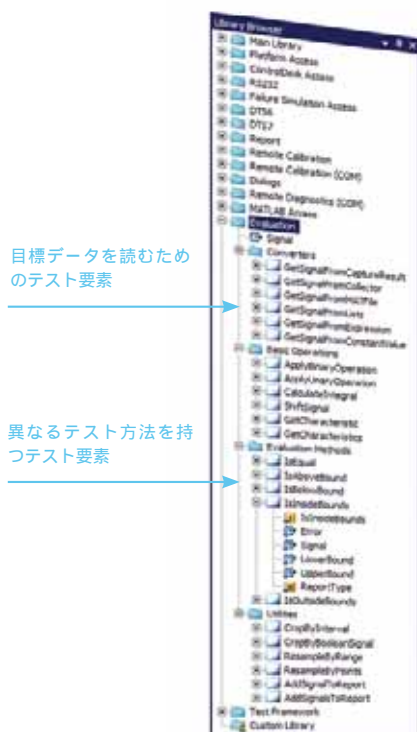 Library Browser
Main Library
Platform Access
ControlDesk Access
RS232
Failure Simulation Access
DTS6
DTS7
Report
Remote Calibration
Remote Calibration (COM)
Dialogs
Remote Diagnostics (COM)
MATLAB Access
Evaluation
Signal
Converters
目標データを読むため
のテスト要素
GetSignalFromCaptureResult
GetSignalFromCollector
GetSignalFromMATFile
GetSignalFromLists
GetSignalFromExpression
GetSignalFromConstantValue
Basic Operations
ApplyBinaryOperation
ApplyUnaryOperation
CalculateIntegral
ShiftSignal
GetCharacteristic
GetCharacteristics
Evaluation Methods
異なるテスト方法を持
つテスト要素
IsEqual
IsAboveBound
IsBelowBound
IsInsideBounds
IsInsideBounds
Error
Signal
LowerBound
UpperBound
ReportType
IsOutsideBounds
Utilities
CropByInterval
CropByBooleanSignal
ResampleByRange
ResampleByPoints
AddSignalToReport
AddSignalsToReport
Test Framework
Custom Library